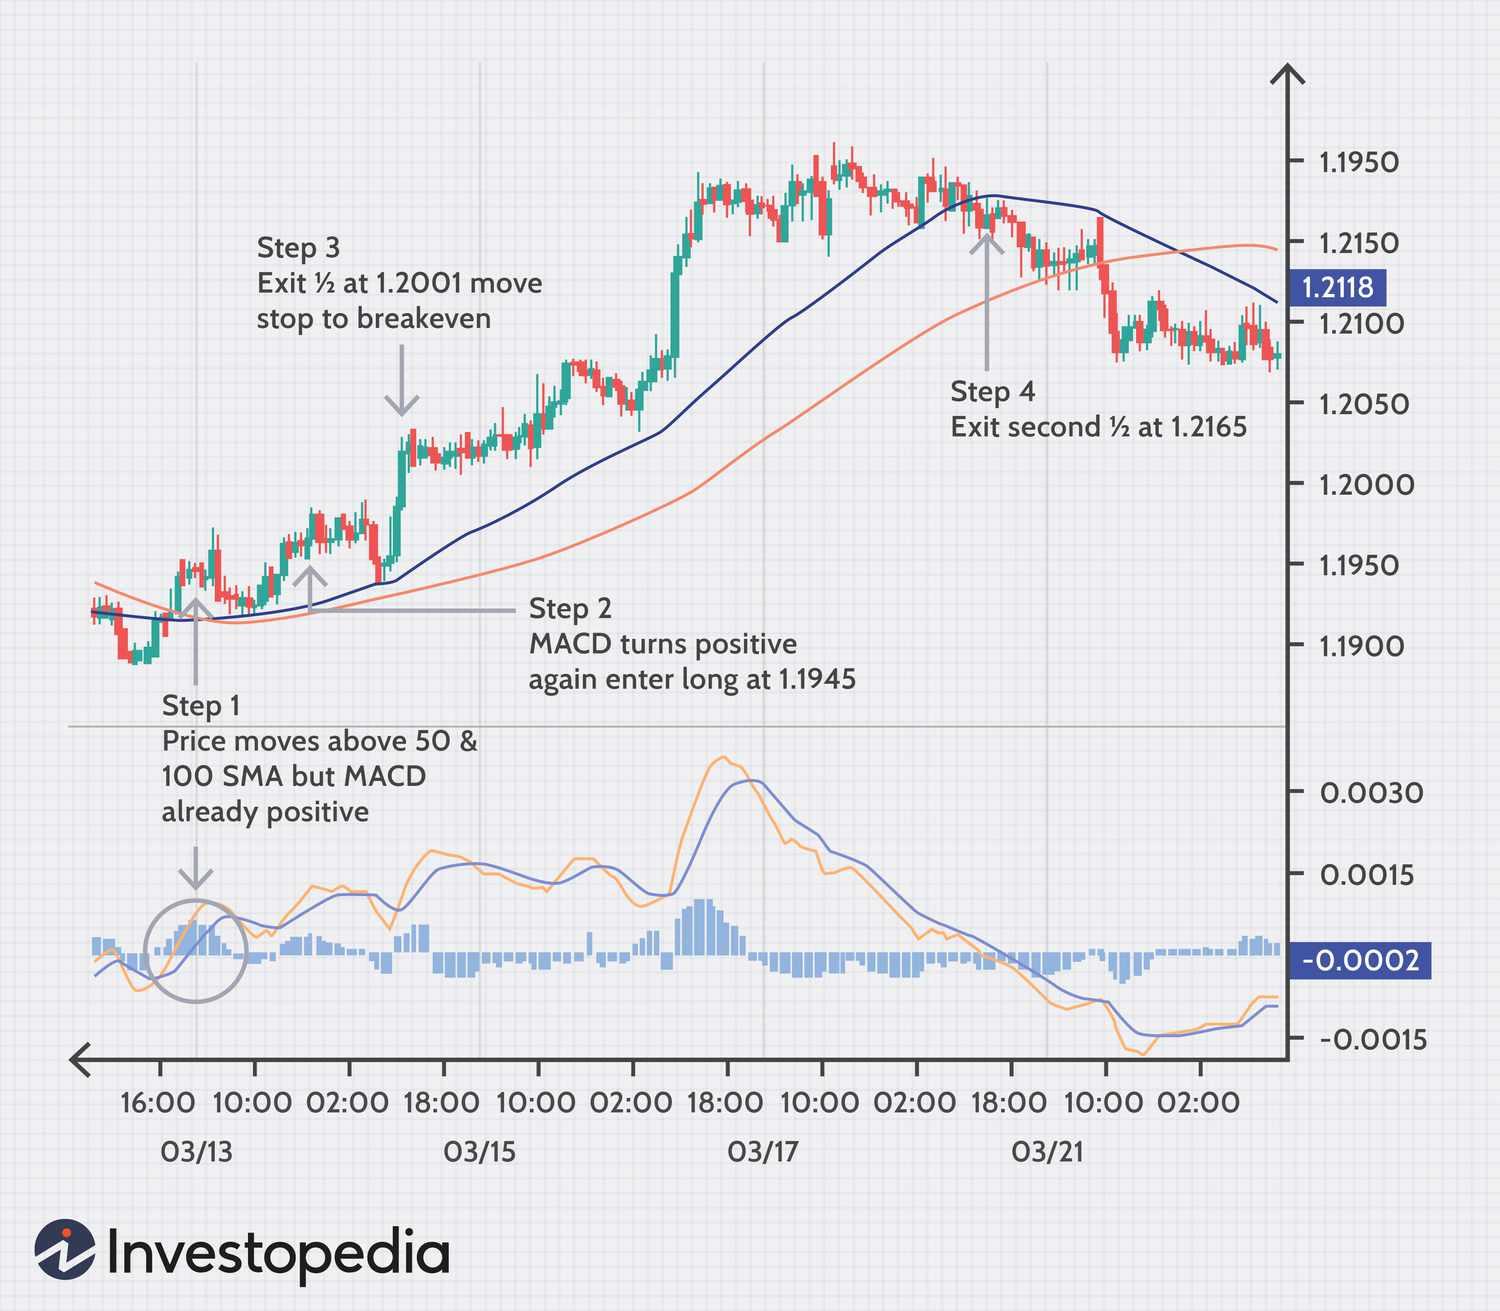 1.1950
Step 3
Exit ½ at 1.2001 move
stop to breakeven
1.2150
1.2118
1.2100
Step 4
Exit second ½ at 1.2165
1.2050
1.2000
1.1950
Step 2
MACD turns positive
again enter long at 1.1945
1.1900
Step 1
Price moves above 50 &
100 SMA but MACD
already positive
0.0030
0.0015
-0.0002
-0.0015
16:00 10:00 02:00 18:00 10:00 02:00 18:00 10:00 02:00 18:00 10:00 02:00
03/13 03/15 03/17 03/21
Investopedia